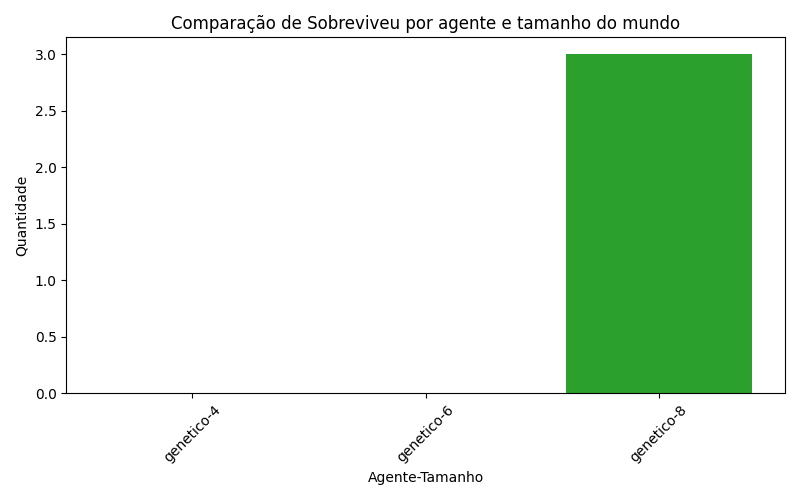 Comparação de Sobreviveu por agente e tamanho do mundo
Quantidade
3.0
2.5
2.0
1.5
1.0
0.5
0.0
genetico-4
genetico-6
genetico-8
Agente-Tamanho